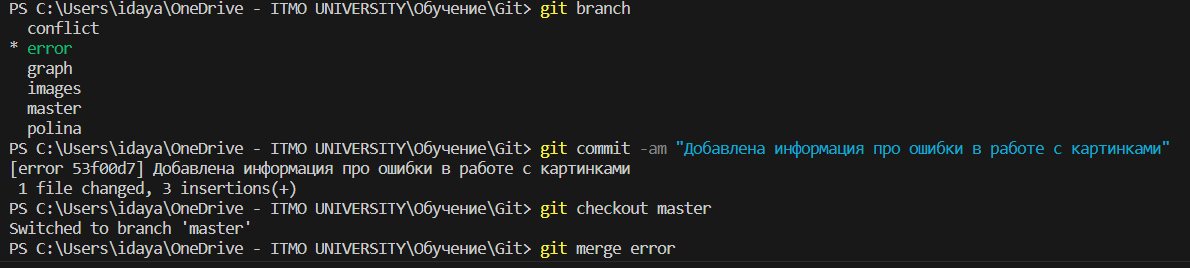 PS C:\Users\idaya\OneDrive - ITMO UNIVERSITY\Обучение\Git> git branch
conflict
* error
graph
images
master
polina
PS C:\Users\idaya\OneDrive - ITMO UNIVERSITY\Обучение\Git> git commit -am "Добавлена информация про ошибки в работе с картинками"
[error 53f00d7] Добавлена информация про ошибки в работе с картинками
1 file changed, 3 insertions(+)
PS C:\Users\idaya\OneDrive - ITMO UNIVERSITY\Обучение\Git> git checkout master
Switched to branch 'master'
PS C:\Users\idaya\OneDrive - ITMO UNIVERSITY\Обучение\Git> git merge error